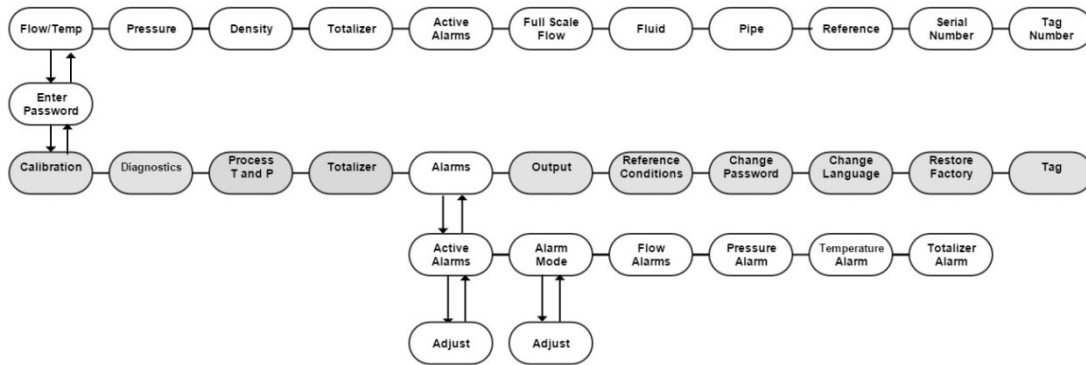 Flow/Temp
Pressure
Density
Totalizer
Active
Alarms
Full Scale
Flow
Fluid
Pipe
Reference
Serial
Number
Tag
Number
Enter
Password
Calibration
Diagnostics
Process
T and P
Totalizer
Alarms
Output
Reference
Conditions
Change
Password
Change
Language
Restore
Factory
Tag
Active
Alarms
Alarm
Mode
Flow
Alarms
Pressure
Alarm
Temperature
Alarm
Totalizer
Alarm
Adjust
Adjust